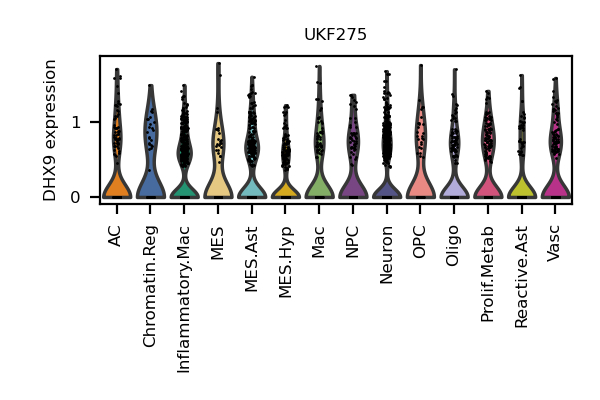 UKF275
DHX9 expression
1
0
AC
Chromatin.Reg
Inflammatory.Mac
MES
MES.Ast
MES.Hyp
Mac
NPC
Neuron
OPC
Oligo
Prolif.Metab
Reactive.Ast
Vasc